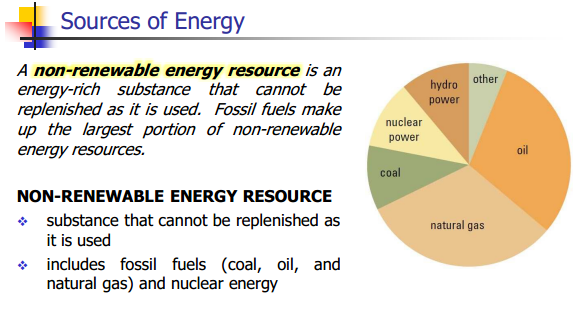 Sources of Energy
A non-renewable energy resource is an
energy-rich substance that cannot be
replenished as it is used. Fossil fuels make
up the largest portion of non-renewable
energy resources.
NON-RENEWABLE ENERGY RESOURCE
❖ substance that cannot be replenished as
it is used
❖ includes fossil fuels (coal, oil, and
natural gas) and nuclear energy
other
hydro
power
nuclear
power
oil
coal
natural gas